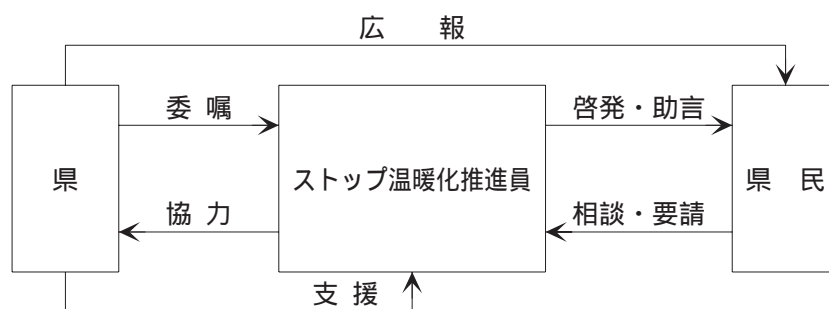 広　報
委 嘱
啓発・助言
県
ストップ温暖化推進員
県　民
協 力
相談・要請
支 援